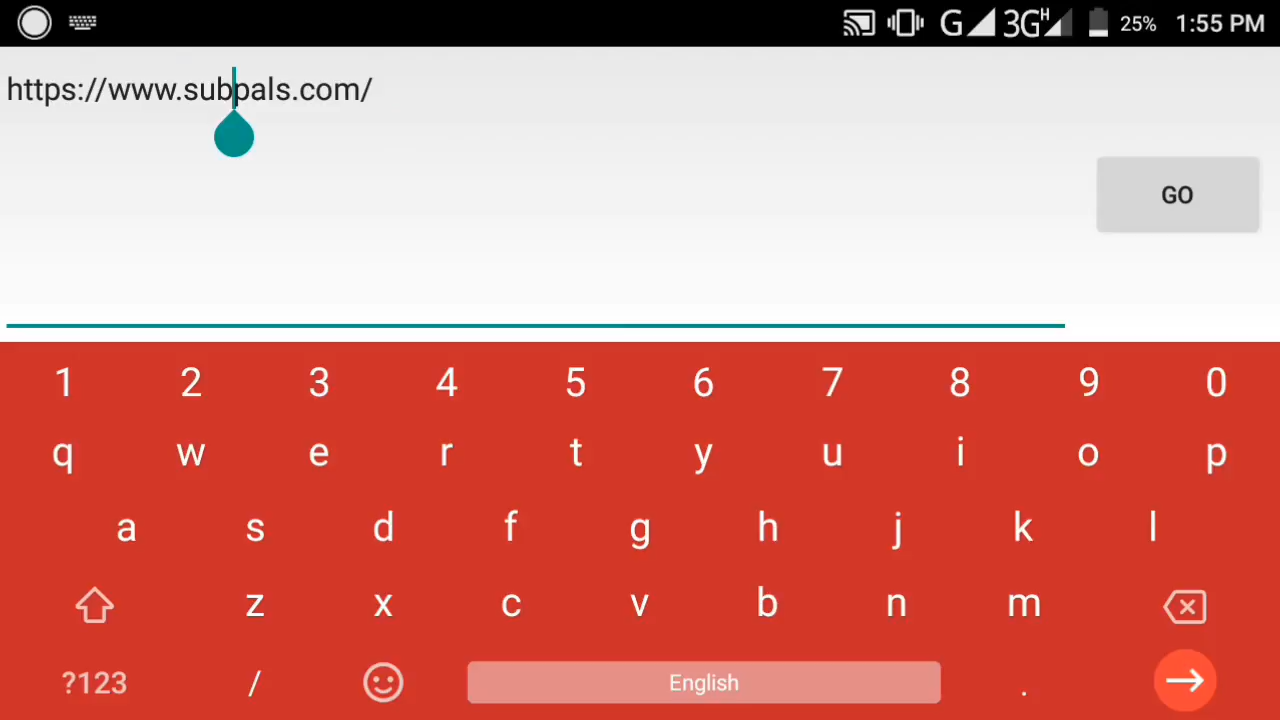 G 3G H 25% 1:55 PM
https://www.subpals.com/
GO
1 2 3 4 5 6 7 8 9 0
q w e r t y u i o p
a s d f g h j k l
z x c v b n m
?123 / English .